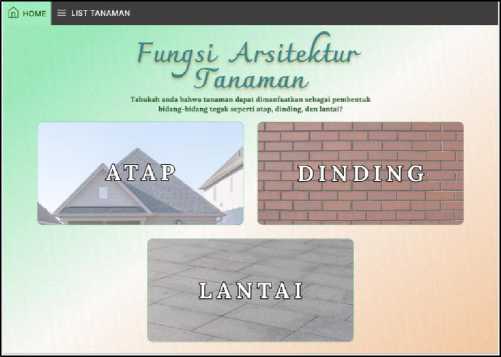 HOME LIST TANAMAN
Fungsi Arsitektur
Tanaman
Tahukah anda bahwa tanaman dapat dimanfaatkan sebagai pembentuk
bidang-bidang tegak seperti atap, dinding, dan lantai?
ATAP DINDING
LANTAI